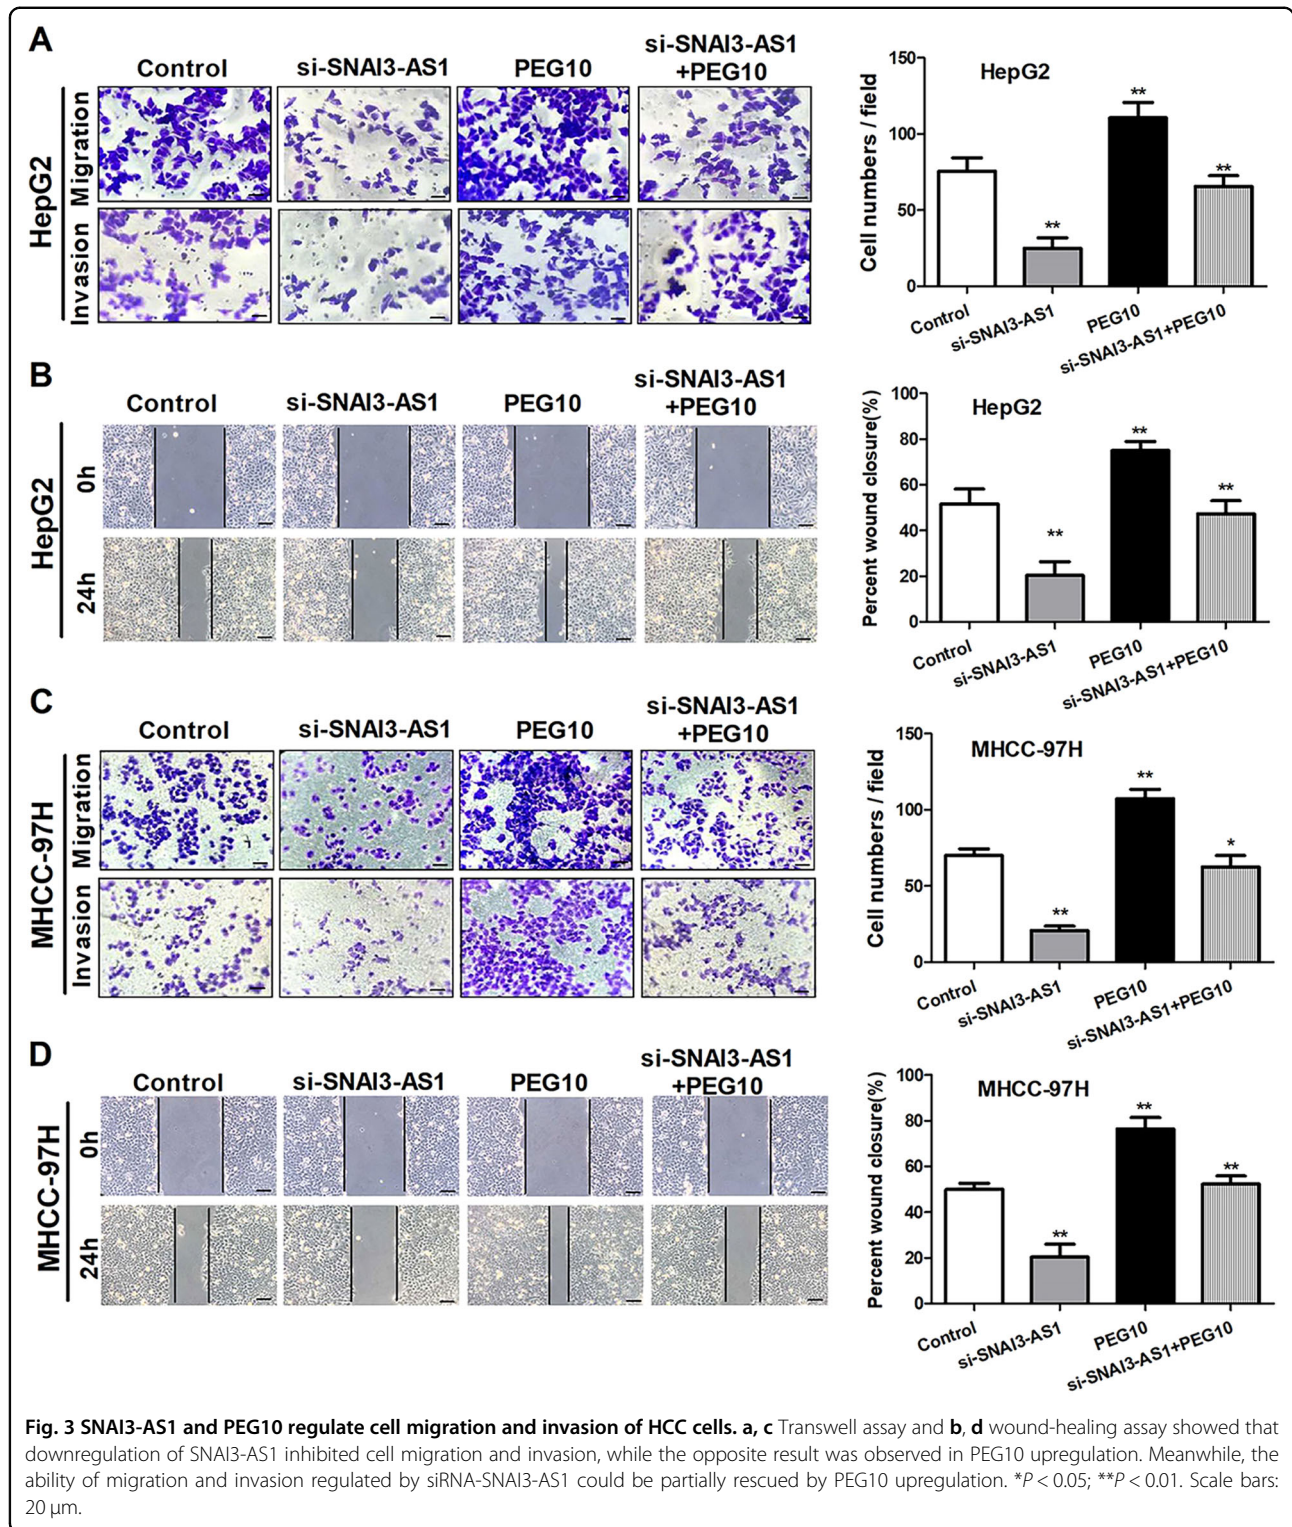 A
Control
si-SNAI3-AS1
PEG10
si-SNAI3-AS1
+PEG10
HepG2
Migration
Invasion
HepG2
Cell numbers / field
150
100
50
0
**
**
**
Control
si-SNAI3-AS1
PEG10
si-SNAI3-AS1+PEG10
B
Control
si-SNAI3-AS1
PEG10
si-SNAI3-AS1
+PEG10
HepG2
0h
24h
HepG2
Percent wound closure(%)
100
80
60
40
20
0
**
**
**
Control
si-SNAI3-AS1
PEG10
si-SNAI3-AS1+PEG10
C
Control
si-SNAI3-AS1
PEG10
si-SNAI3-AS1
+PEG10
MHCC-97H
Migration
Invasion
MHCC-97H
Cell numbers / field
150
100
50
0
**
**
*
Control
si-SNAI3-AS1
PEG10
si-SNAI3-AS1+PEG10
D
Control
si-SNAI3-AS1
PEG10
si-SNAI3-AS1
+PEG10
MHCC-97H
0h
24h
MHCC-97H
Percent wound closure(%)
100
80
60
40
20
0
**
**
**
Control
si-SNAI3-AS1
PEG10
si-SNAI3-AS1+PEG10
Fig. 3 SNAI3-AS1 and PEG10 regulate cell migration and invasion of HCC cells. a, c Transwell assay and b, d wound-healing assay showed that
downregulation of SNAI3-AS1 inhibited cell migration and invasion, while the opposite result was observed in PEG10 upregulation. Meanwhile, the
ability of migration and invasion regulated by siRNA-SNAI3-AS1 could be partially rescued by PEG10 upregulation. *P < 0.05; **P < 0.01. Scale bars:
20 μm.